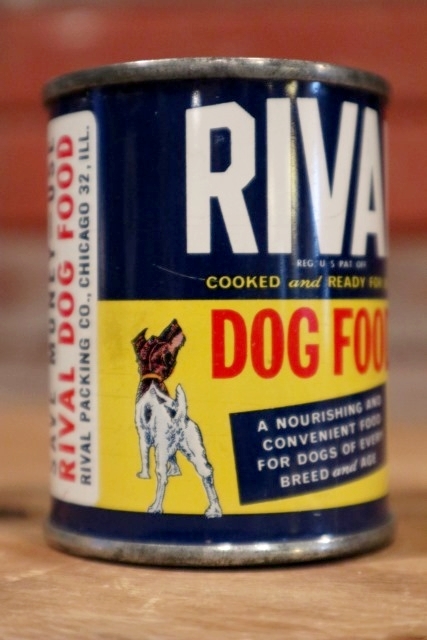 RIVA
REG. U S PAT OFF
COOKED and READY FOR
DOG FOO
A NOURISHING AND
CONVENIENT FOOD
FOR DOGS OF EVERY
BREED and AGE
SAVE MONEY USE
RIVAL DOG FOOD
RIVAL PACKING CO., CHICAGO 32, ILL.